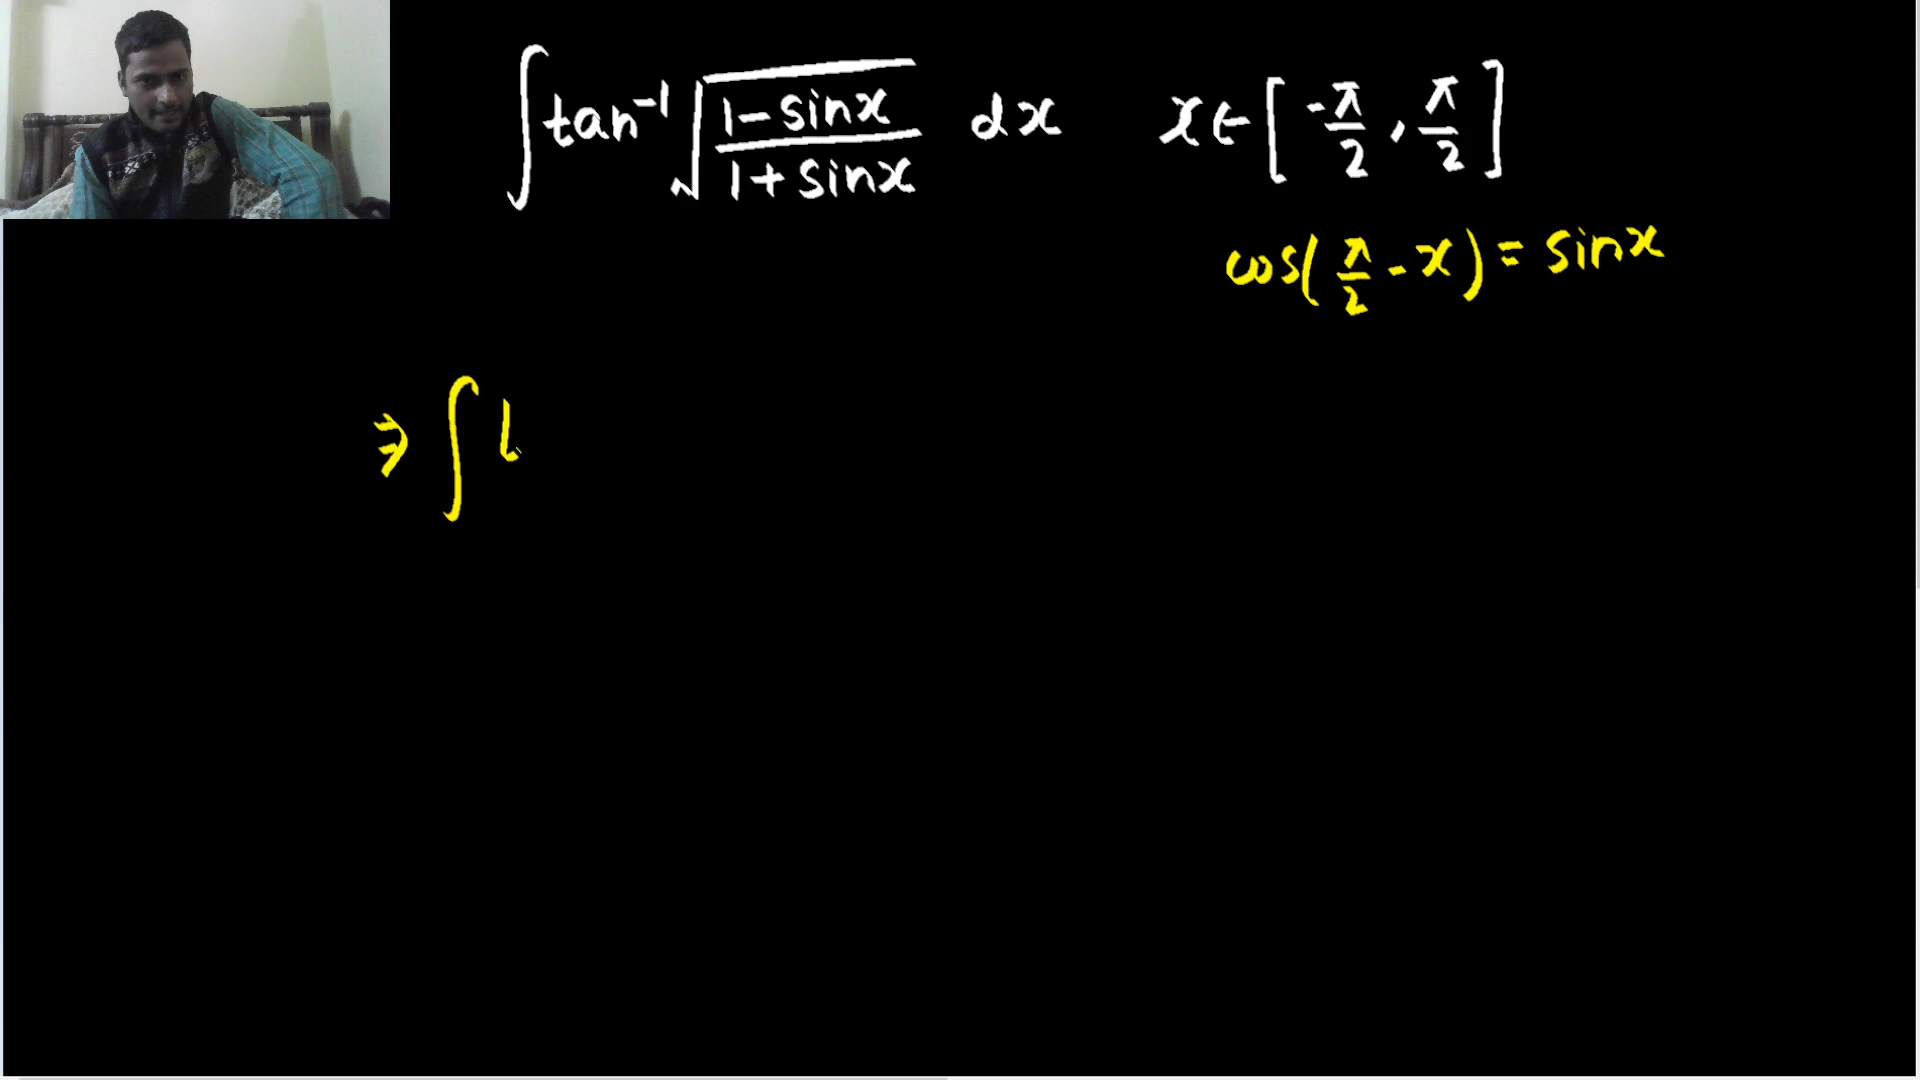 ∫ tan⁻¹ √((1 - sinx)/(1 + sinx)) dx    x ∈ [-π/2, π/2]
cos(π/2 - x) = sinx
⇒ ∫ t